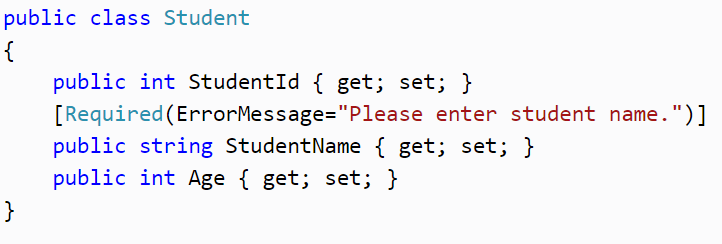 public class Student
{
    public int StudentId { get; set; }
    [Required(ErrorMessage="Please enter student name.")]
    public string StudentName { get; set; }
    public int Age { get; set; }
}